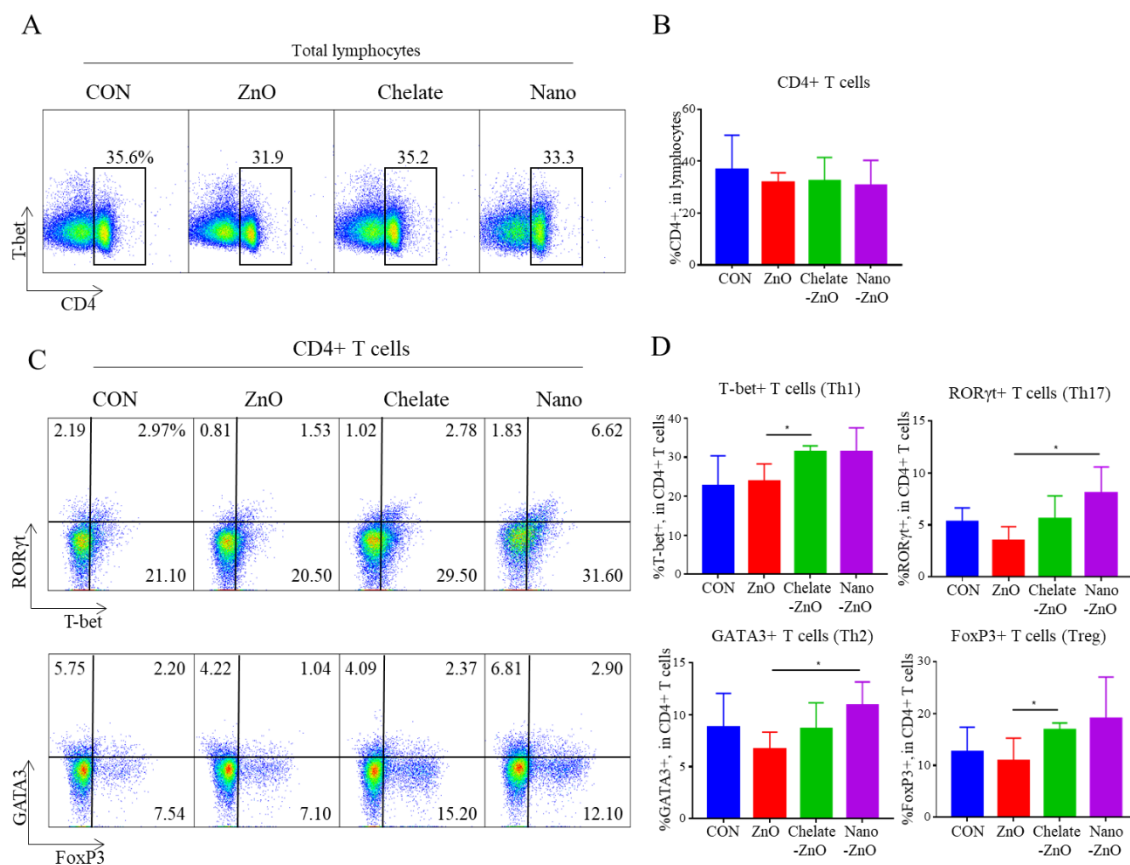 A
Total lymphocytes
CON ZnO Chelate Nano
35.6% 31.9 35.2 33.3
T-bet
CD4
B
CD4+ T cells
60
40
20
0
%CD4+, in lymphocytes
CON ZnO Chelate Nano
-ZnO -ZnO
C
CD4+ T cells
CON ZnO Chelate Nano
2.19 2.97% 0.81 1.53 1.02 2.78 1.83 6.62
21.10 20.50 29.50 31.60
RORγt
T-bet
5.75 2.20 4.22 1.04 4.09 2.37 6.81 2.90
7.54 7.10 15.20 12.10
GATA3
FoxP3
D
T-bet+ T cells (Th1)
40
30
20
10
0
%T-bet+, in CD4+ T cells
*
CON ZnO Chelate Nano
-ZnO -ZnO
RORγt+ T cells (Th17)
15
10
5
0
%RORγt+, in CD4+ T cells
*
CON ZnO Chelate Nano
-ZnO -ZnO
GATA3+ T cells (Th2)
15
10
5
0
%GATA3+, in CD4+ T cells
*
CON ZnO Chelate Nano
-ZnO -ZnO
FoxP3+ T cells (Treg)
30
20
10
0
%FoxP3+, in CD4+ T cells
*
CON ZnO Chelate Nano
-ZnO -ZnO